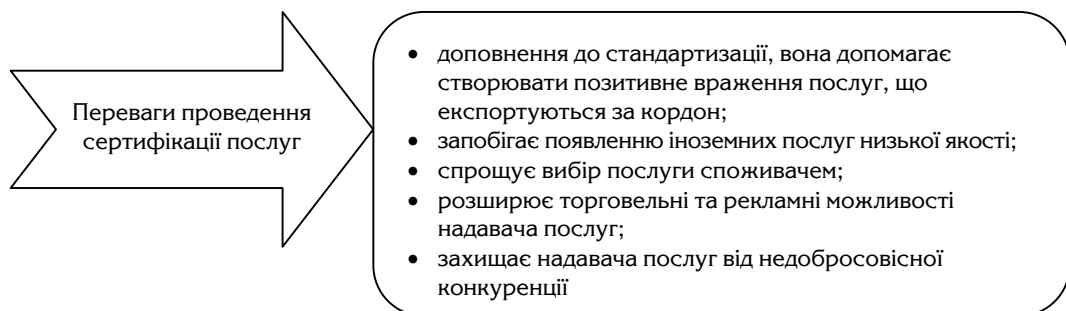 Переваги проведення
сертифікації послуг
• доповнення до стандартизації, вона допомагає
створювати позитивне враження послуг, що
експортуються за кордон;
• запобігає появленню іноземних послуг низької якості;
• спрощує вибір послуги споживачем;
• розширює торговельні та рекламні можливості
надавача послуг;
• захищає надавача послуг від недобросовісної
конкуренції